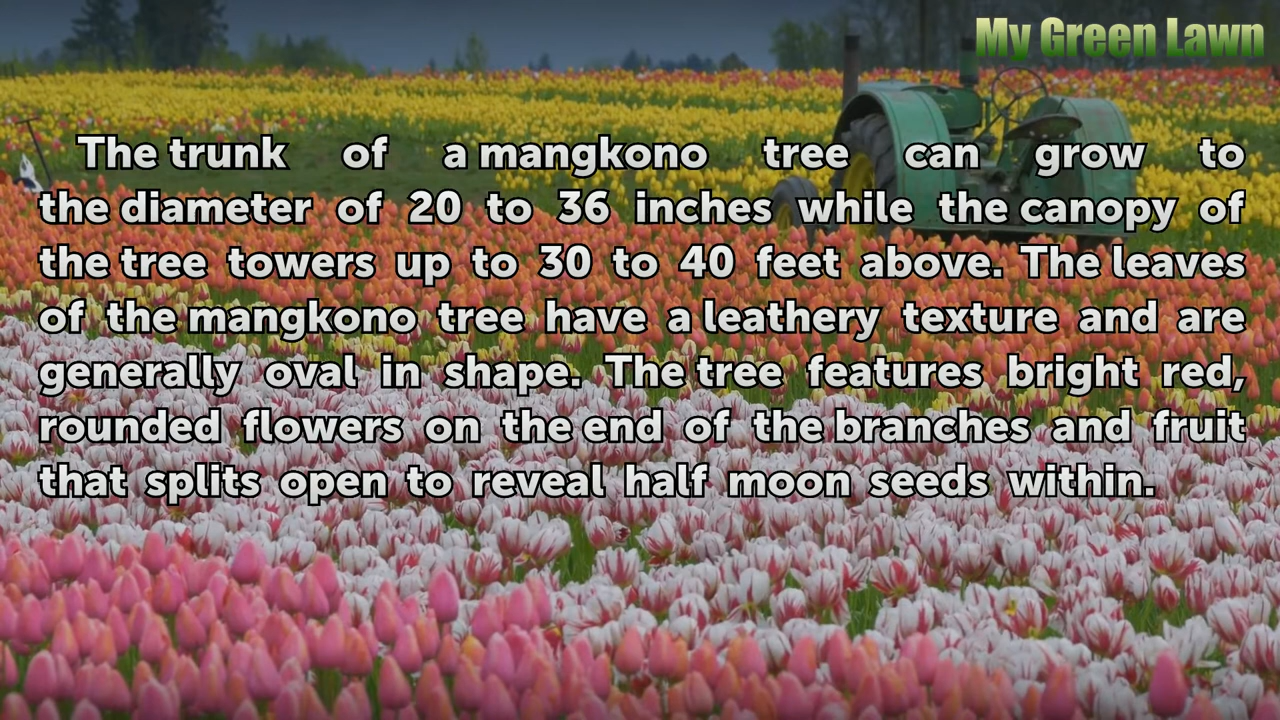 My Green Lawn
The trunk of a mangkono tree can grow to
the diameter of 20 to 36 inches while the canopy of
the tree towers up to 30 to 40 feet above. The leaves
of the mangkono tree have a leathery texture and are
generally oval in shape. The tree features bright red,
rounded flowers on the end of the branches and fruit
that splits open to reveal half moon seeds within.